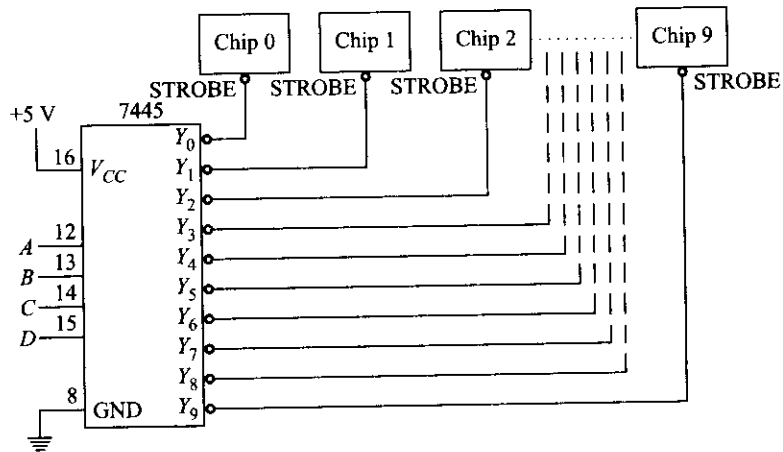 Chip 0 Chip 1 Chip 2 Chip 9
STROBE STROBE STROBE STROBE
+5 V 7445
16 V_CC Y_0
Y_1
Y_2
Y_3
A 12 Y_4
B 13 Y_5
C 14 Y_6
D 15 Y_7
Y_8
8 GND Y_9